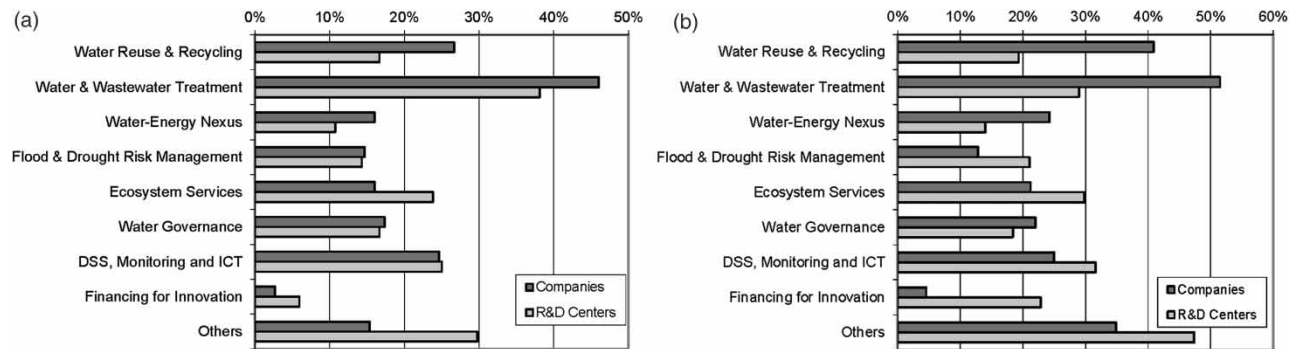 (a)
0% 10% 20% 30% 40% 50%
Water Reuse & Recycling
Water & Wastewater Treatment
Water-Energy Nexus
Flood & Drought Risk Management
Ecosystem Services
Water Governance
DSS, Monitoring and ICT
Financing for Innovation
Others
Companies
R&D Centers
(b)
0% 10% 20% 30% 40% 50% 60%
Water Reuse & Recycling
Water & Wastewater Treatment
Water-Energy Nexus
Flood & Drought Risk Management
Ecosystem Services
Water Governance
DSS, Monitoring and ICT
Financing for Innovation
Others
Companies
R&D Centers